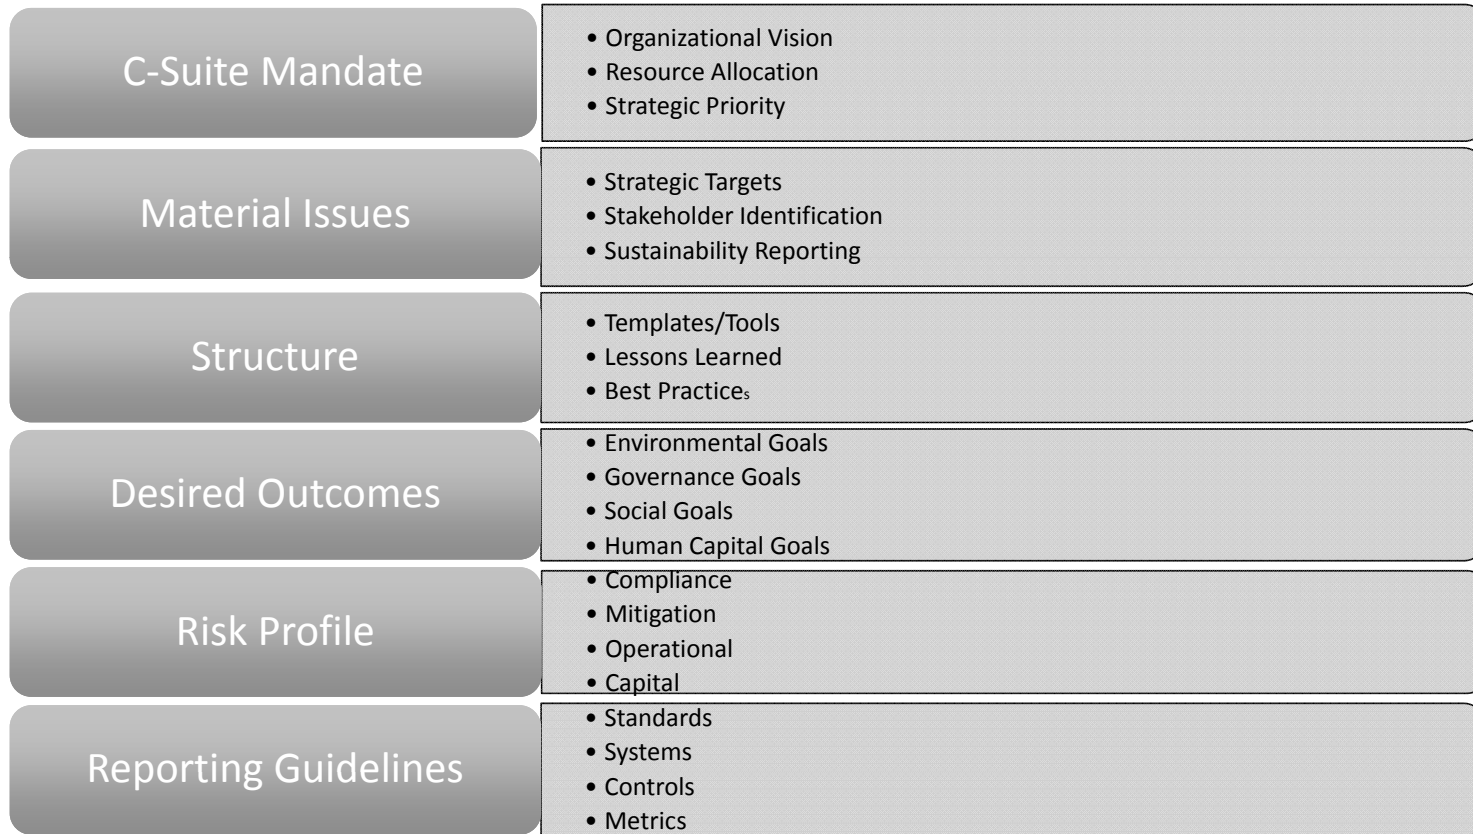 C-Suite Mandate
• Organizational Vision
• Resource Allocation
• Strategic Priority
Material Issues
• Strategic Targets
• Stakeholder Identification
• Sustainability Reporting
Structure
• Templates/Tools
• Lessons Learned
• Best Practices
Desired Outcomes
• Environmental Goals
• Governance Goals
• Social Goals
• Human Capital Goals
Risk Profile
• Compliance
• Mitigation
• Operational
• Capital
Reporting Guidelines
• Standards
• Systems
• Controls
• Metrics